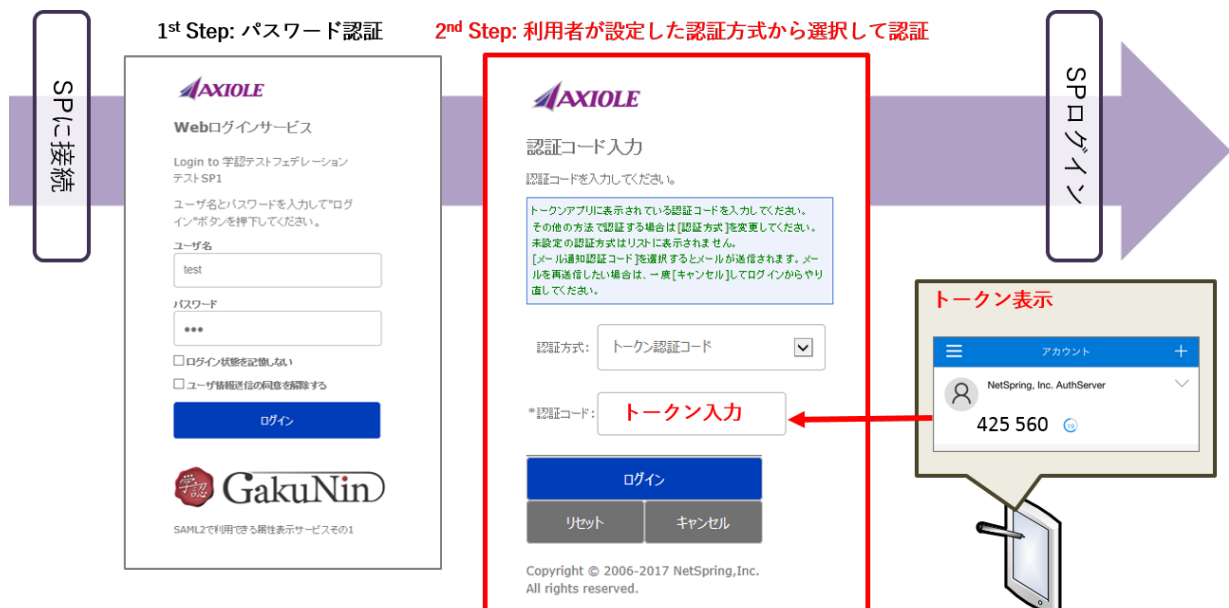 SPに接続
1st Step: パスワード認証
AXIOLE
Webログインサービス
Login to 学認テストフェデレーション
テストSP1
ユーザ名とパスワードを入力して"ログ
イン"ボタンを押下してください。
ユーザ名
test
パスワード
●●●
ログイン状態を記憶しない
ユーザ情報送信の同意を解除する
ログイン
学認
GakuNin
SAML2で利用できる属性表示サービスその1
2nd Step: 利用者が設定した認証方式から選択して認証
AXIOLE
認証コード入力
認証コードを入力してください。
トークンアプリに表示されている認証コードを入力してください。
その他の方法で認証する場合は[認証方式]を変更してください。
未設定の認証方式はリストに表示されません。
[メール通知認証コード]を選択するとメールが送信されます。メー
ルを再送信したい場合は、一度[キャンセル]してログインからやり
直してください。
認証方式: トークン認証コード
*認証コード: トークン入力
ログイン
リセット キャンセル
Copyright © 2006-2017 NetSpring,Inc.
All rights reserved.
トークン表示
アカウント
NetSpring, Inc. AuthServer
425 560
SPログイン